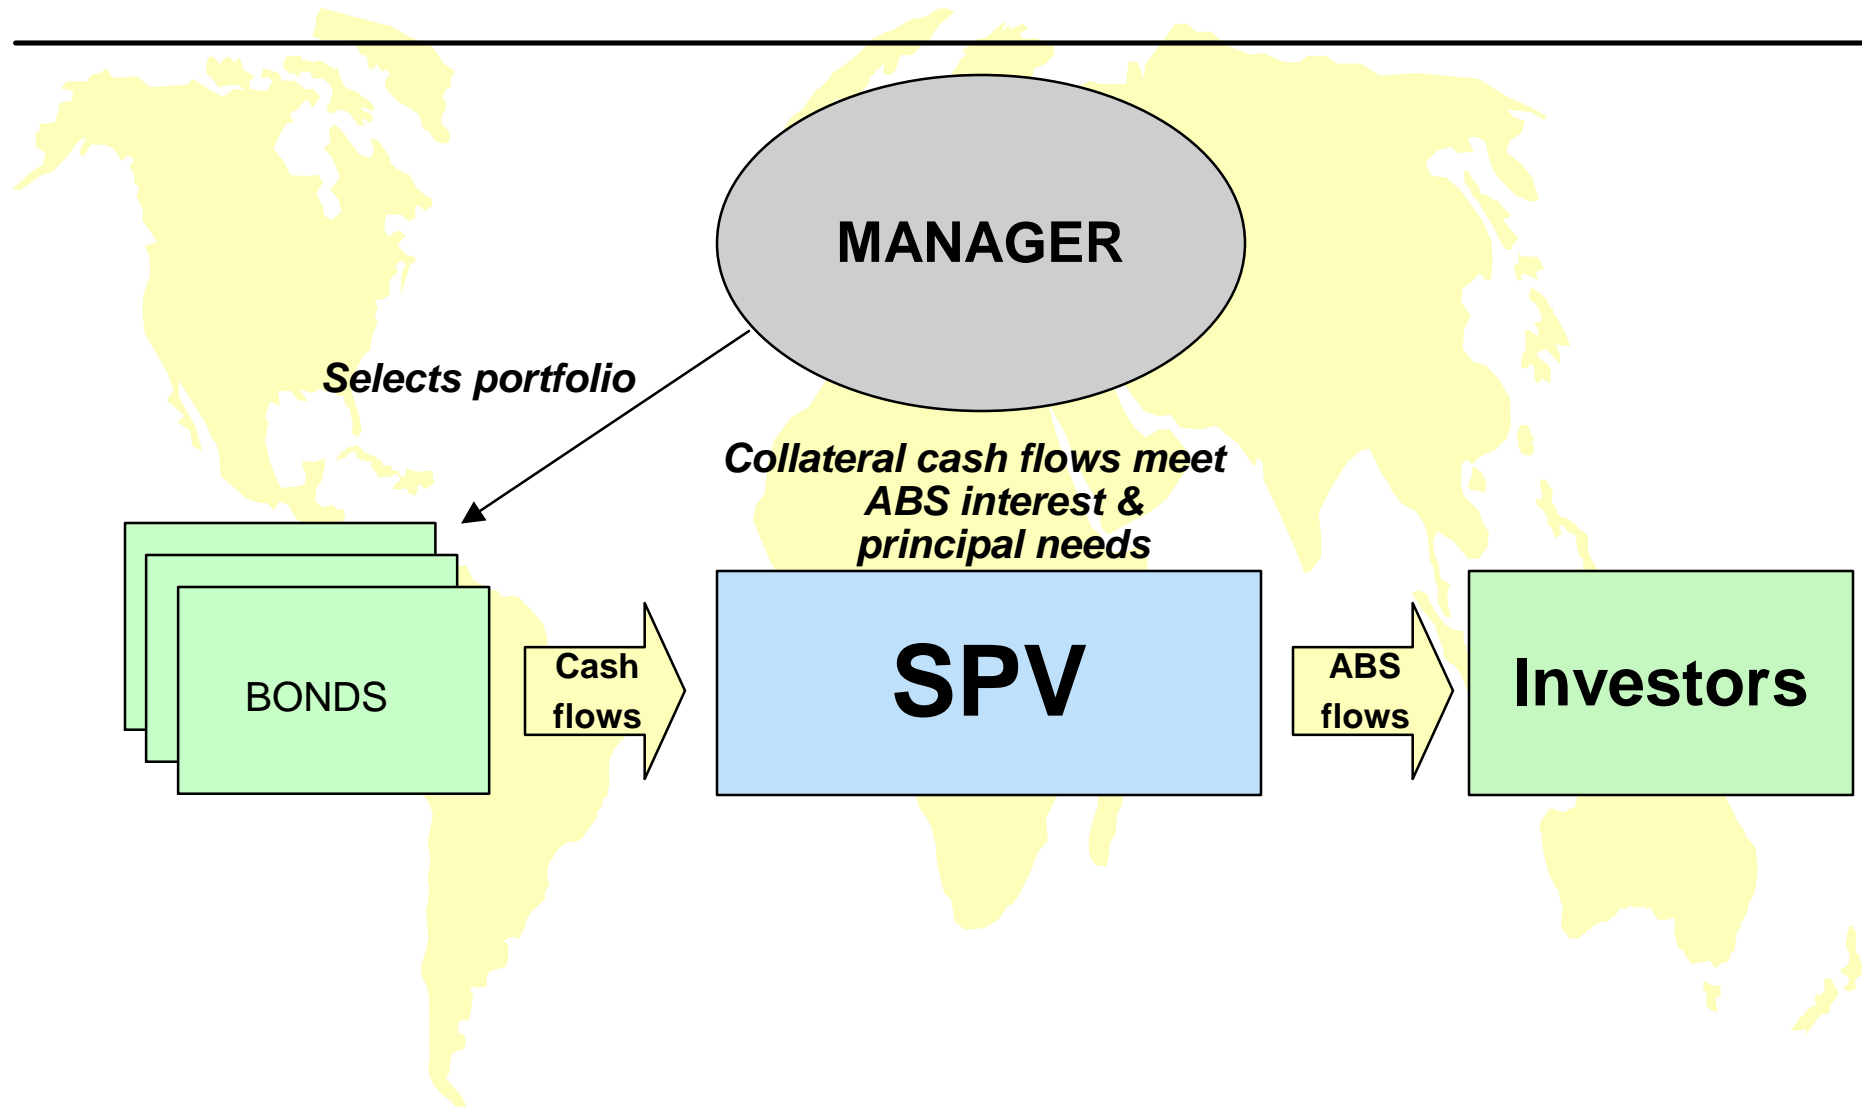 MANAGER
Selects portfolio
Collateral cash flows meet
ABS interest &
principal needs
BONDS
Cash
flows
SPV
ABS
flows
Investors